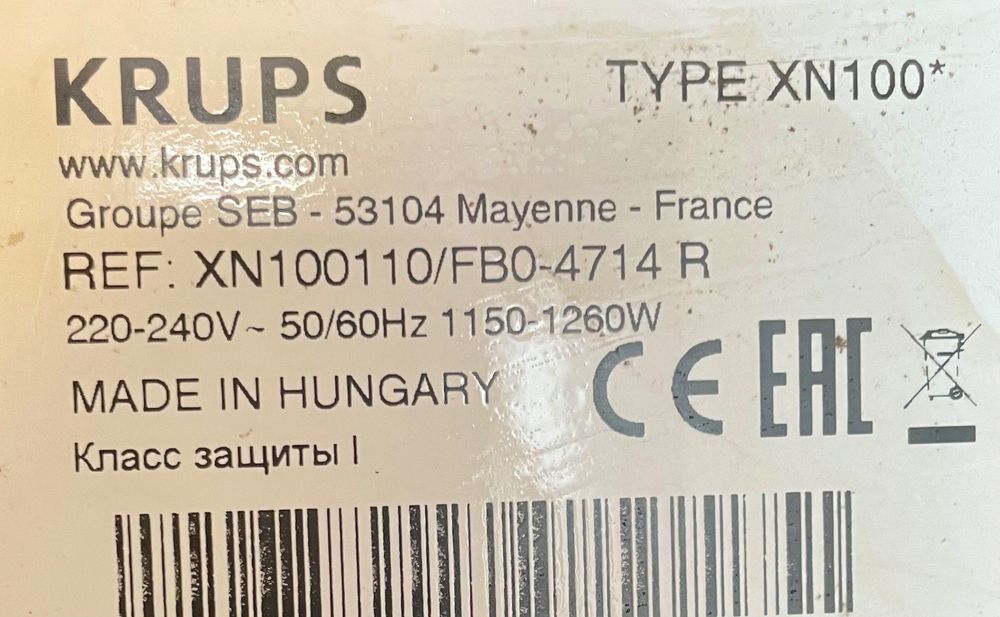 KRUPS
TYPE XN100*
www.krups.com
Groupe SEB - 53104 Mayenne - France
REF: XN100110/FB0-4714 R
220-240V~ 50/60Hz 1150-1260W
MADE IN HUNGARY
CE EAC
Класс защиты I